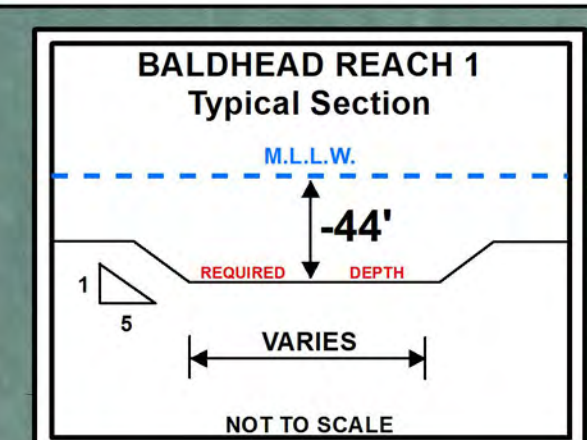 BALDHEAD REACH 1
Typical Section
M.L.L.W.
-44'
REQUIRED DEPTH
1
5
VARIES
NOT TO SCALE